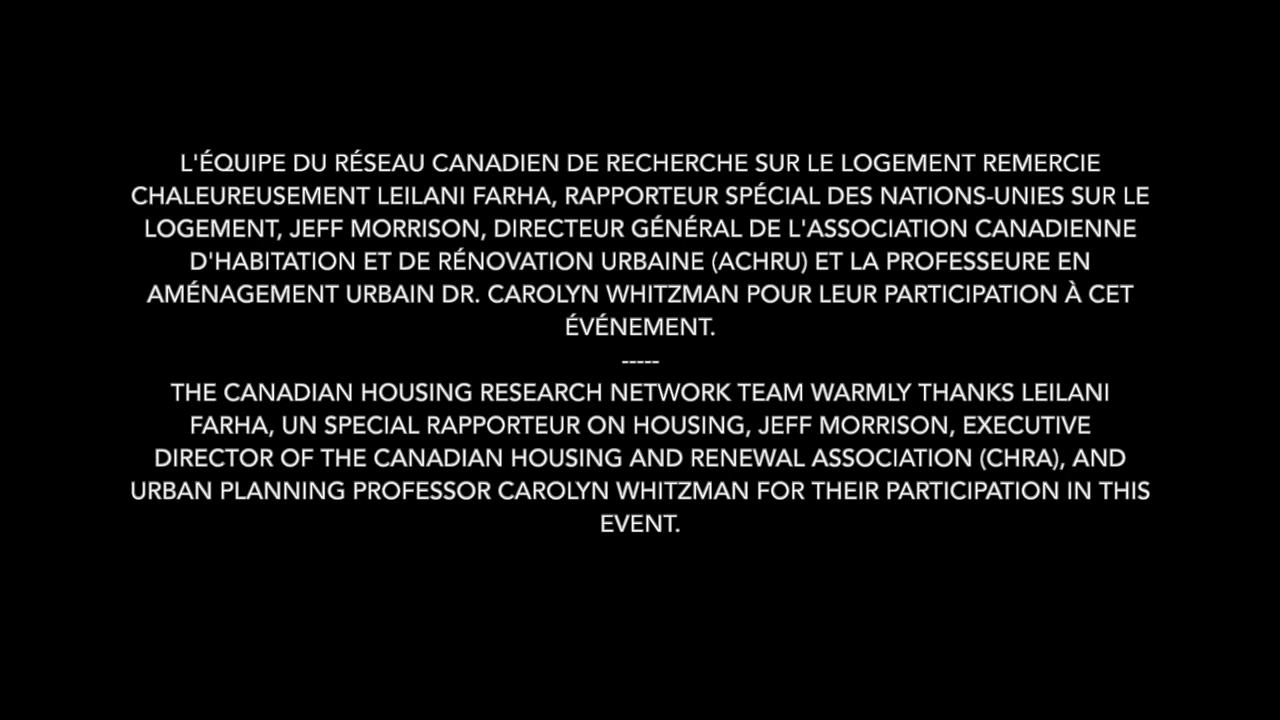 L'ÉQUIPE DU RÉSEAU CANADIEN DE RECHERCHE SUR LE LOGEMENT REMERCIE
CHALEUREUSEMENT LEILANI FARHA, RAPPORTEUR SPÉCIAL DES NATIONS-UNIES SUR LE
LOGEMENT, JEFF MORRISON, DIRECTEUR GÉNÉRAL DE L'ASSOCIATION CANADIENNE
D'HABITATION ET DE RÉNOVATION URBAINE (ACHRU) ET LA PROFESSEURE EN
AMÉNAGEMENT URBAIN DR. CAROLYN WHITZMAN POUR LEUR PARTICIPATION À CET
ÉVÉNEMENT.
-----
THE CANADIAN HOUSING RESEARCH NETWORK TEAM WARMLY THANKS LEILANI
FARHA, UN SPECIAL RAPPORTEUR ON HOUSING, JEFF MORRISON, EXECUTIVE
DIRECTOR OF THE CANADIAN HOUSING AND RENEWAL ASSOCIATION (CHRA), AND
URBAN PLANNING PROFESSOR CAROLYN WHITZMAN FOR THEIR PARTICIPATION IN THIS
EVENT.